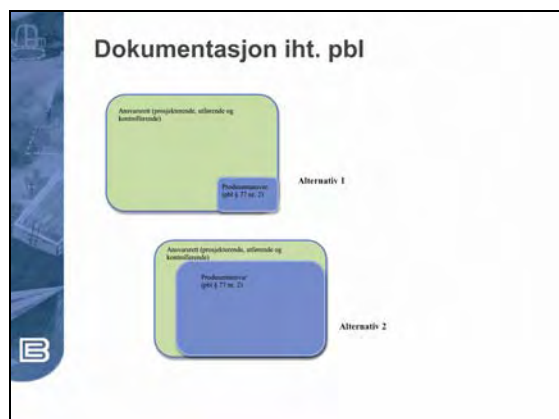 Dokumentasjon iht. pbl
Ansvarsrett (prosjekterende, utførende og
kontrollerende)
Produsentansvar
(pbl § 77 nr. 2)
Alternativ 1
Ansvarsrett (prosjekterende, utførende og
kontrollerende)
Produsentansvar
(pbl § 77 nr. 2)
Alternativ 2